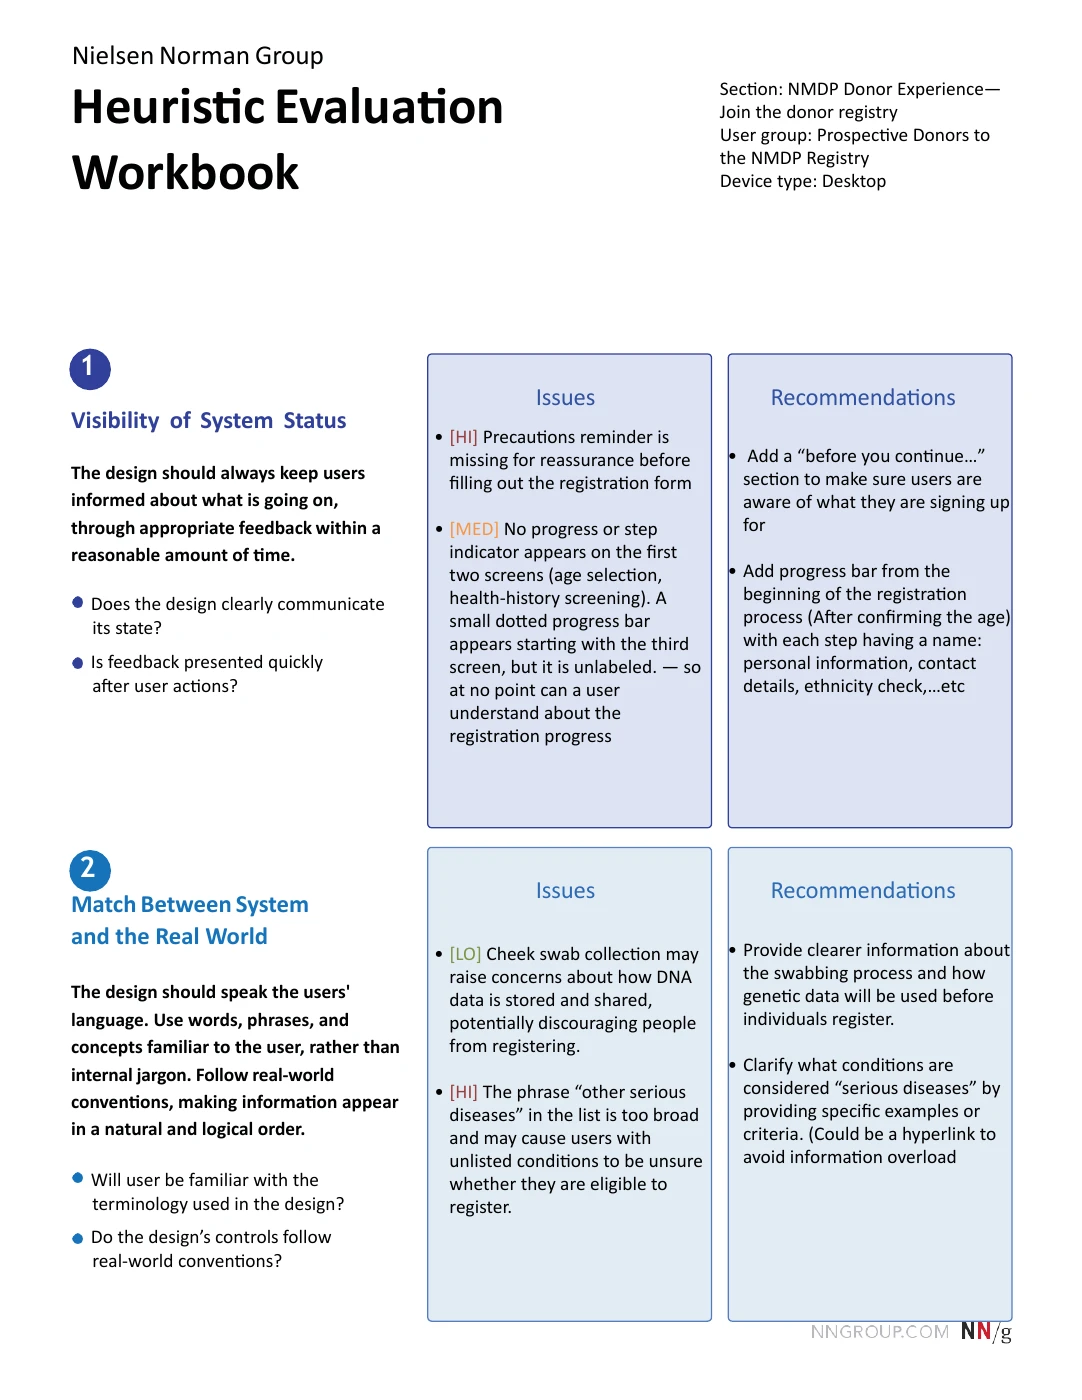 Nielsen Norman Group
Heuristic Evaluation
Workbook
Section: NMDP Donor Experience—
Join the donor registry
User group: Prospective Donors to
the NMDP Registry
Device type: Desktop
1
Visibility of System Status
The design should always keep users
informed about what is going on,
through appropriate feedback within a
reasonable amount of time.
Does the design clearly communicate
its state?
Is feedback presented quickly
after user actions?
Issues
• [HI] Precautions reminder is
missing for reassurance before
filling out the registration form
• [MED] No progress or step
indicator appears on the first
two screens (age selection,
health-history screening). A
small dotted progress bar
appears starting with the third
screen, but it is unlabeled. — so
at no point can a user
understand about the
registration progress
Recommendations
• Add a “before you continue…”
section to make sure users are
aware of what they are signing up
for
• Add progress bar from the
beginning of the registration
process (After confirming the age)
with each step having a name:
personal information, contact
details, ethnicity check,…etc
2
Match Between System
and the Real World
The design should speak the users'
language. Use words, phrases, and
concepts familiar to the user, rather than
internal jargon. Follow real-world
conventions, making information appear
in a natural and logical order.
Will user be familiar with the
terminology used in the design?
Do the design’s controls follow
real-world conventions?
Issues
• [LO] Cheek swab collection may
raise concerns about how DNA
data is stored and shared,
potentially discouraging people
from registering.
• [HI] The phrase “other serious
diseases” in the list is too broad
and may cause users with
unlisted conditions to be unsure
whether they are eligible to
register.
Recommendations
• Provide clearer information about
the swabbing process and how
genetic data will be used before
individuals register.
• Clarify what conditions are
considered “serious diseases” by
providing specific examples or
criteria. (Could be a hyperlink to
avoid information overload
NNGROUP.COM NN/g